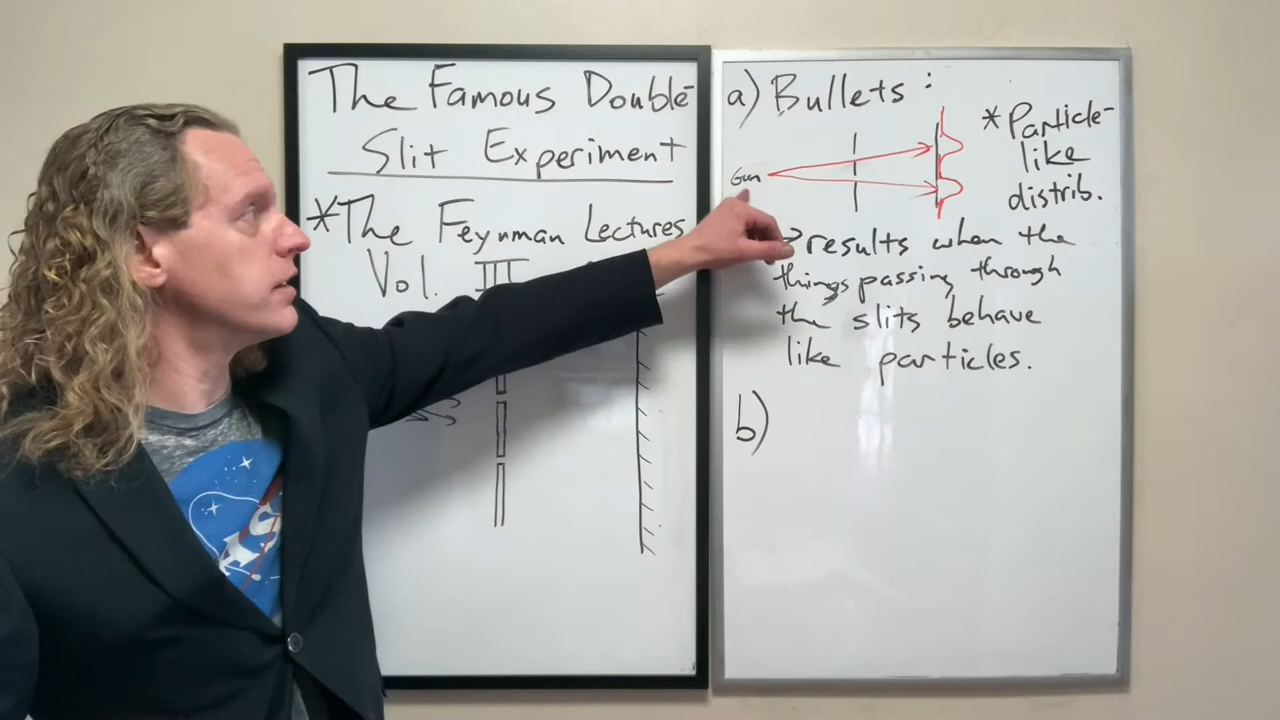 The Famous Double-
Slit Experiment
*The Feynman Lectures
Vol. III
a) Bullets:
Gun
*Particle-
like
distrib.
→results when the
things passing through
the slits behave
like particles.
b)